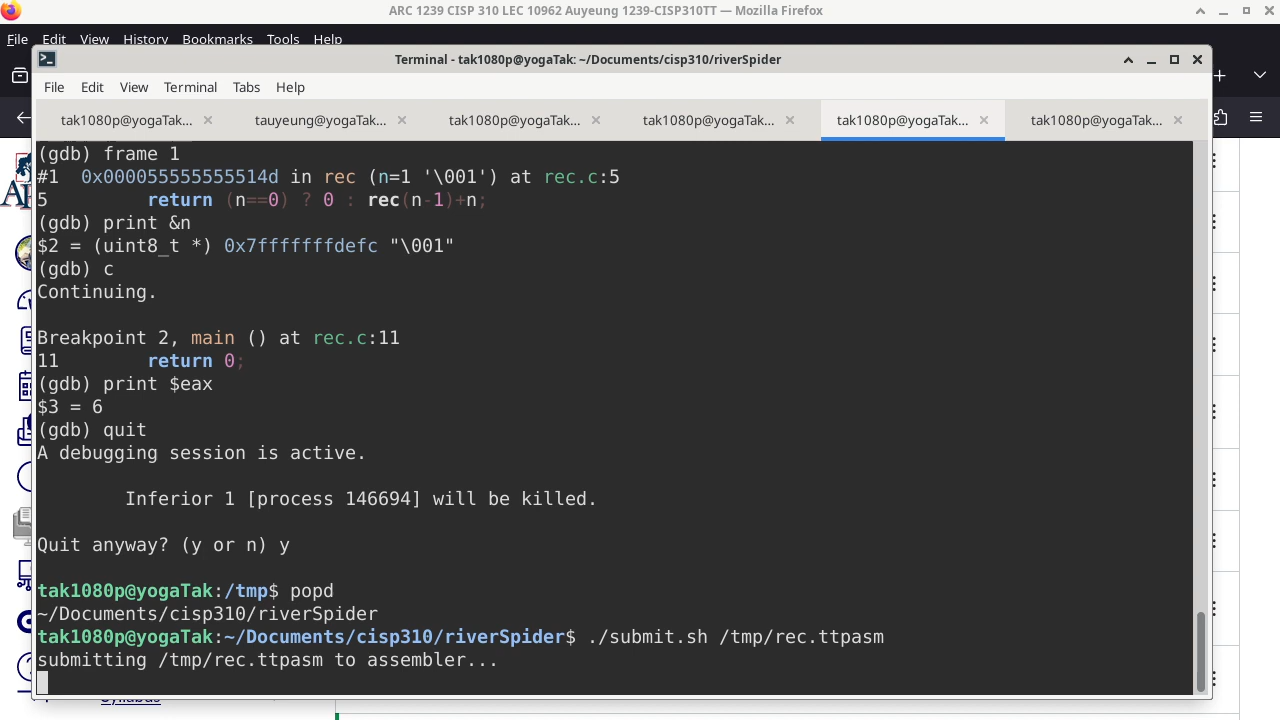 ARC 1239 CISP 310 LEC 10962 Auyeung 1239-CISP310TT — Mozilla Firefox
File Edit View History Bookmarks Tools Help
Terminal - tak1080p@yogaTak: ~/Documents/cisp310/riverSpider
File Edit View Terminal Tabs Help
tak1080p@yogaTak... tauyeung@yogaTak... tak1080p@yogaTak... tak1080p@yogaTak... tak1080p@yogaTak... tak1080p@yogaTak...
(gdb) frame 1
#1  0x000055555555514d in rec (n=1 '\001') at rec.c:5
5         return (n==0) ? 0 : rec(n-1)+n;
(gdb) print &n
$2 = (uint8_t *) 0x7fffffffdefc "\001"
(gdb) c
Continuing.
Breakpoint 2, main () at rec.c:11
11        return 0;
(gdb) print $eax
$3 = 6
(gdb) quit
A debugging session is active.
Inferior 1 [process 146694] will be killed.
Quit anyway? (y or n) y
tak1080p@yogaTak:/tmp$ popd
~/Documents/cisp310/riverSpider
tak1080p@yogaTak:~/Documents/cisp310/riverSpider$ ./submit.sh /tmp/rec.ttpasm
submitting /tmp/rec.ttpasm to assembler...
Syllabus